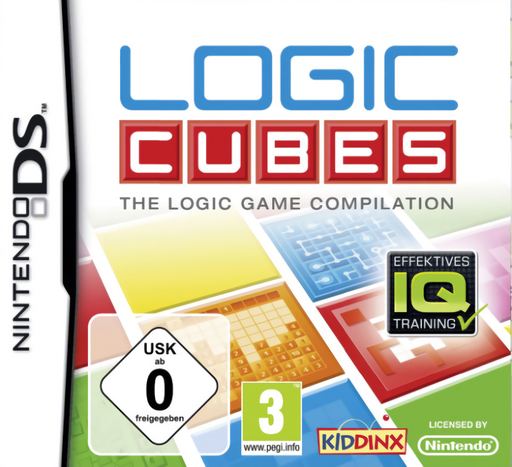 NINTENDO DS™
LOGIC
CUBES
THE LOGIC GAME COMPILATION
EFFEKTIVES
IQ
TRAINING
USK
ab
0
freigegeben
3
www.pegi.info
KIDDINX
LICENSED BY
Nintendo